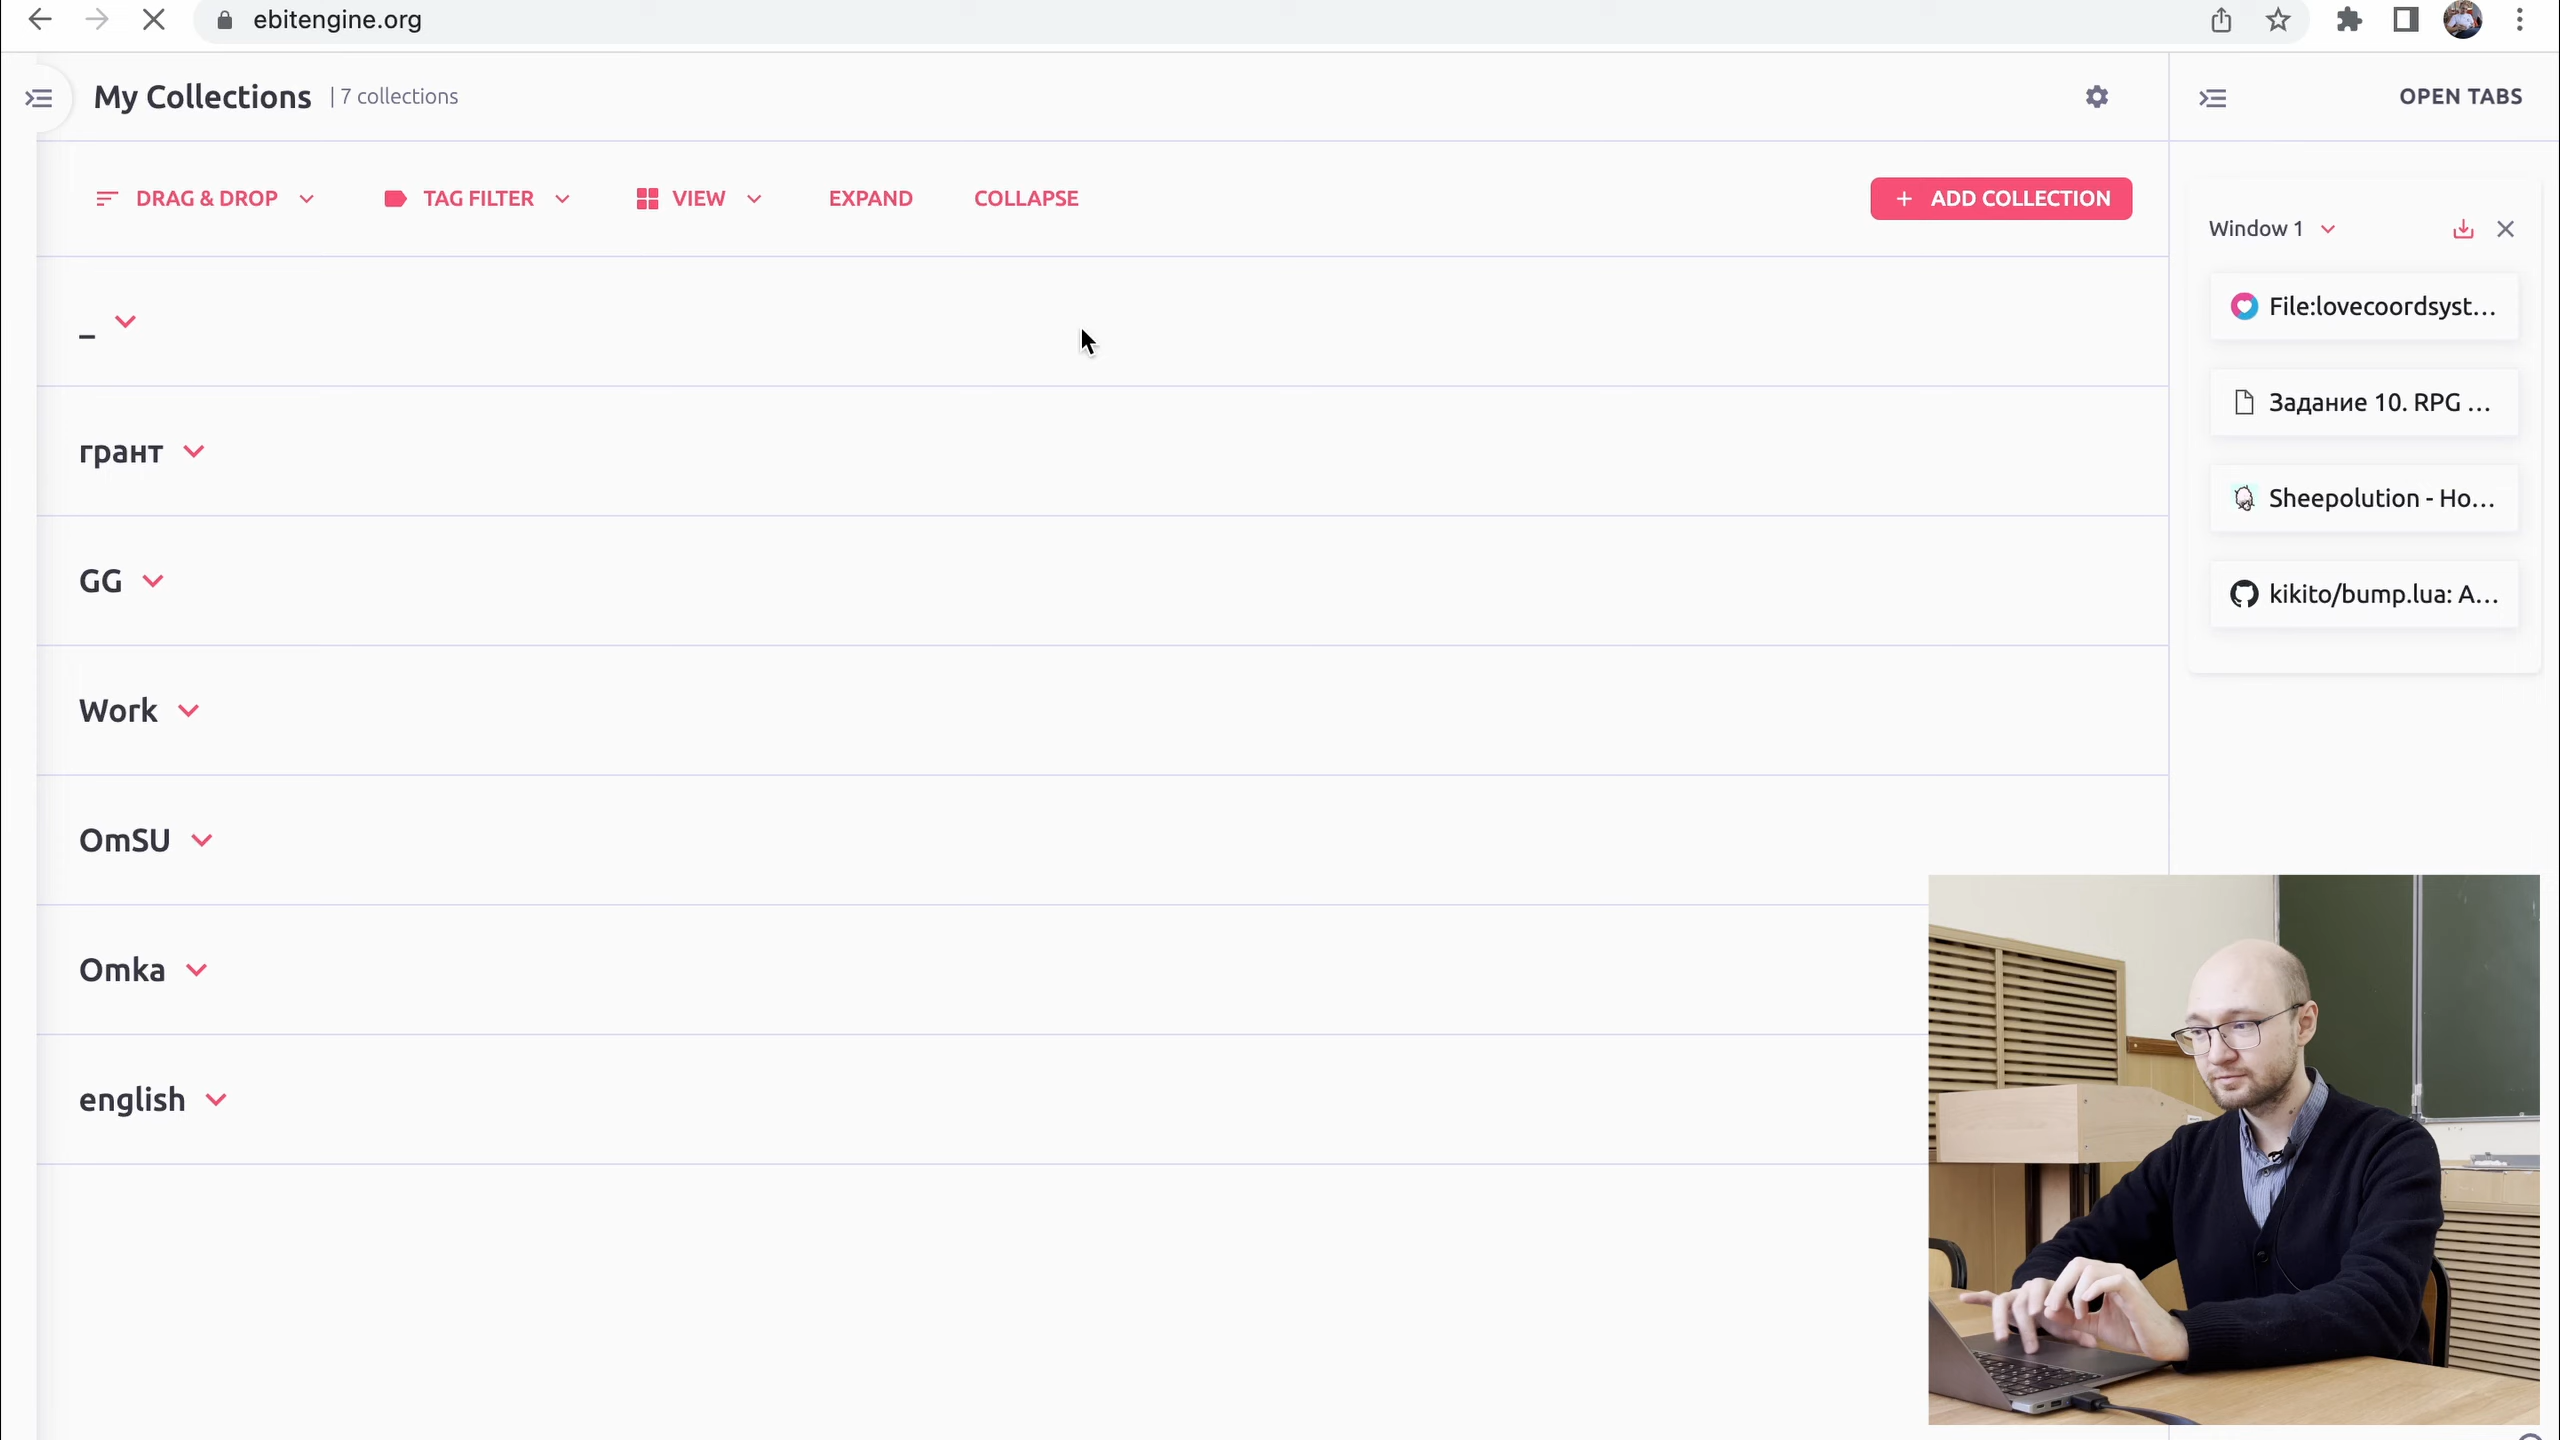 ebitengine.org
My Collections | 7 collections
OPEN TABS
DRAG & DROP
TAG FILTER
VIEW
EXPAND
COLLAPSE
+ ADD COLLECTION
Window 1
File:lovecoordsyst...
Задание 10. RPG ...
Sheepolution - Ho...
kikito/bump.lua: A...
_
грант
GG
Work
OmSU
Omka
english